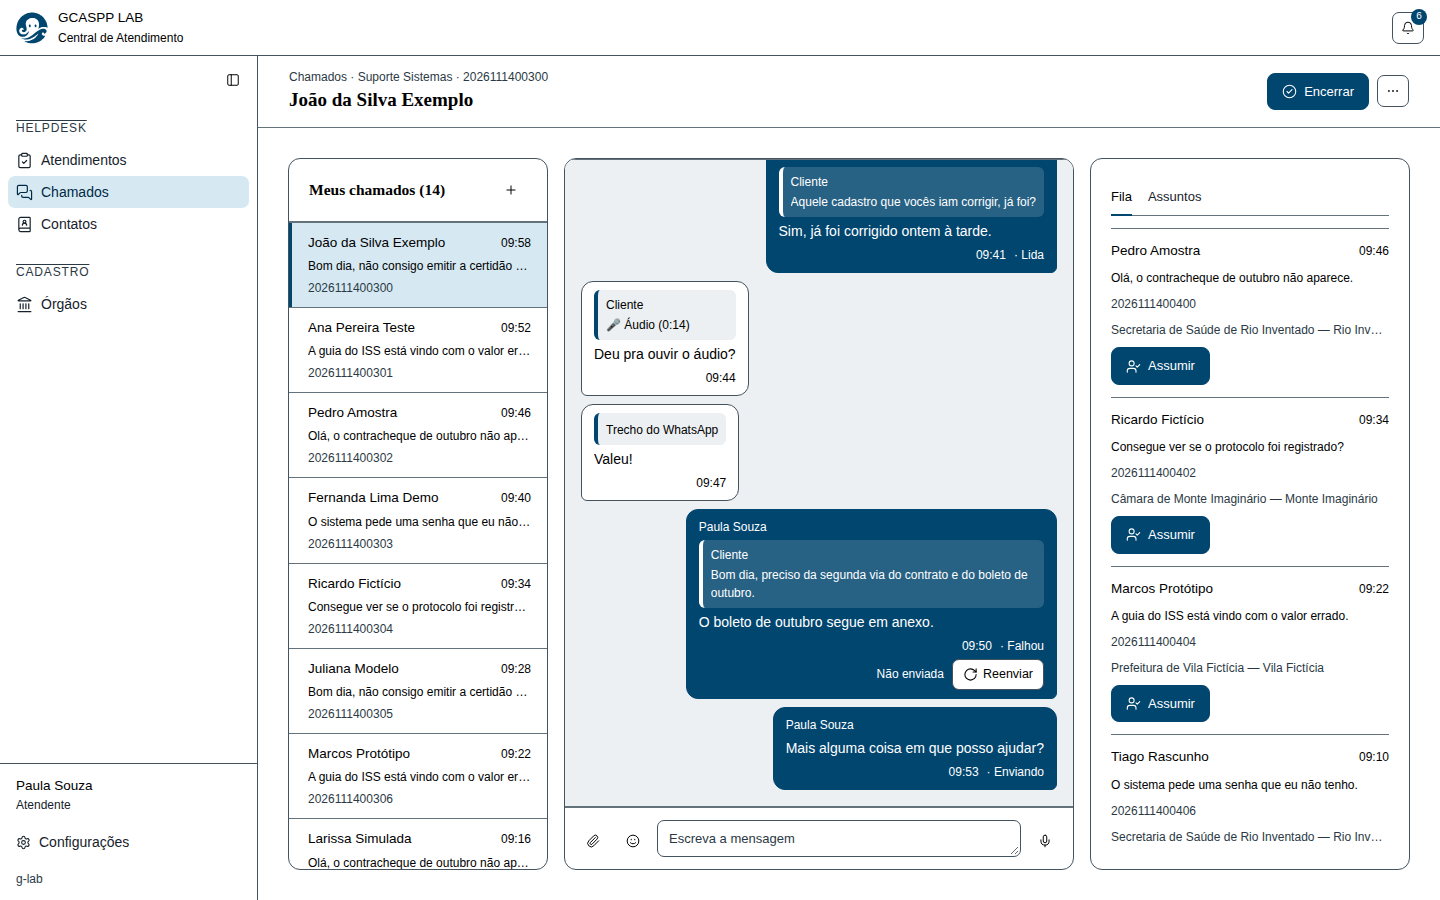 GCASPP LAB
Central de Atendimento
6
HELPDESK
Atendimentos
Chamados
Contatos
CADASTRO
Órgãos
Paula Souza
Atendente
Configurações
g-lab
Chamados · Suporte Sistemas · 2026111400300
João da Silva Exemplo
Encerrar
Meus chamados (14)
João da Silva Exemplo 09:58
Bom dia, não consigo emitir a certidão …
2026111400300
Ana Pereira Teste 09:52
A guia do ISS está vindo com o valor er…
2026111400301
Pedro Amostra 09:46
Olá, o contracheque de outubro não ap…
2026111400302
Fernanda Lima Demo 09:40
O sistema pede uma senha que eu não…
2026111400303
Ricardo Fictício 09:34
Consegue ver se o protocolo foi registr…
2026111400304
Juliana Modelo 09:28
Bom dia, não consigo emitir a certidão …
2026111400305
Marcos Protótipo 09:22
A guia do ISS está vindo com o valor er…
2026111400306
Larissa Simulada 09:16
Olá, o contracheque de outubro não ap…
Cliente
Aquele cadastro que vocês iam corrigir, já foi?
Sim, já foi corrigido ontem à tarde.
09:41 · Lida
Cliente
🎤 Áudio (0:14)
Deu pra ouvir o áudio?
09:44
Trecho do WhatsApp
Valeu!
09:47
Paula Souza
Cliente
Bom dia, preciso da segunda via do contrato e do boleto de
outubro.
O boleto de outubro segue em anexo.
09:50 · Falhou
Não enviada Reenviar
Paula Souza
Mais alguma coisa em que posso ajudar?
09:53 · Enviando
Escreva a mensagem
Fila Assuntos
Pedro Amostra 09:46
Olá, o contracheque de outubro não aparece.
2026111400400
Secretaria de Saúde de Rio Inventado — Rio Inv…
Assumir
Ricardo Fictício 09:34
Consegue ver se o protocolo foi registrado?
2026111400402
Câmara de Monte Imaginário — Monte Imaginário
Assumir
Marcos Protótipo 09:22
A guia do ISS está vindo com o valor errado.
2026111400404
Prefeitura de Vila Fictícia — Vila Fictícia
Assumir
Tiago Rascunho 09:10
O sistema pede uma senha que eu não tenho.
2026111400406
Secretaria de Saúde de Rio Inventado — Rio Inv…